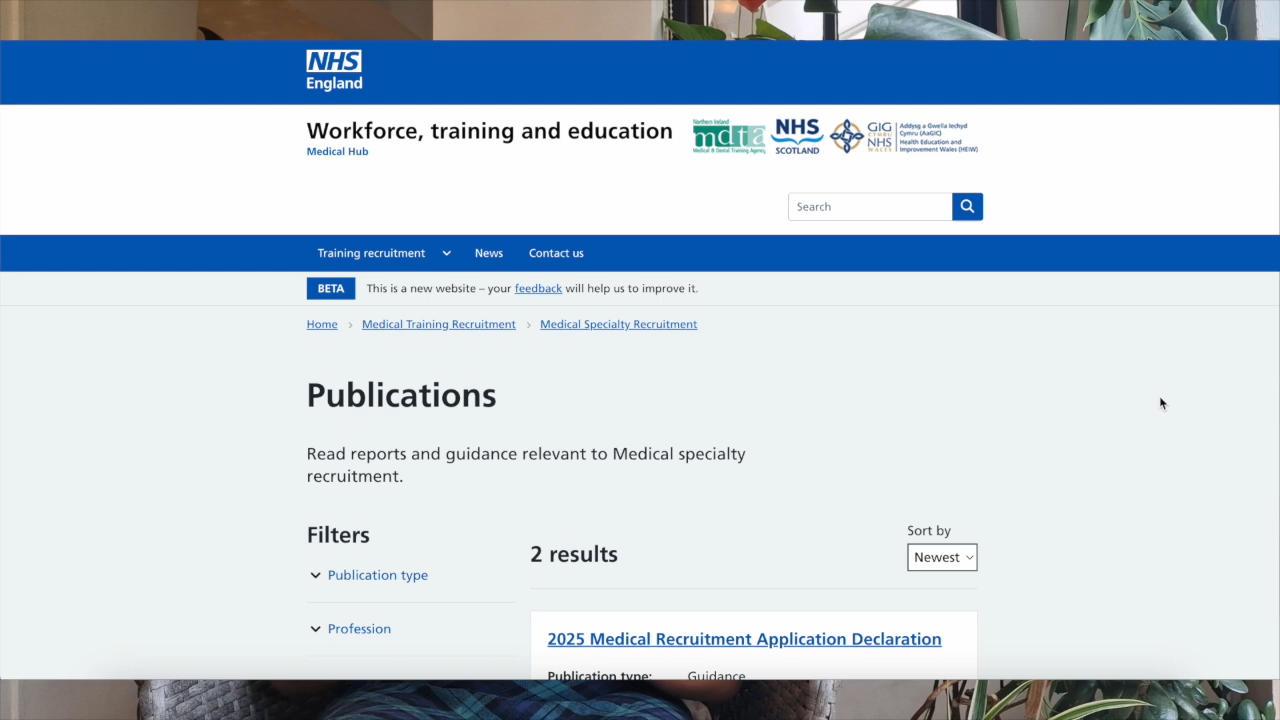 NHS
England
Workforce, training and education
Medical Hub
Northern Ireland
mdta
Medical & Dental Training Agency
NHS
SCOTLAND
GIG
CYMRU
NHS
WALES
Addysg a Gwella Iechyd
Cymru (AaGIC)
Health Education and
Improvement Wales (HEIW)
Search
Training recruitment
News
Contact us
BETA
This is a new website – your feedback will help us to improve it.
Home
Medical Training Recruitment
Medical Specialty Recruitment
Publications
Read reports and guidance relevant to Medical specialty
recruitment.
Filters
Publication type
Profession
2 results
Sort by
Newest
2025 Medical Recruitment Application Declaration
Publication type: Guidance